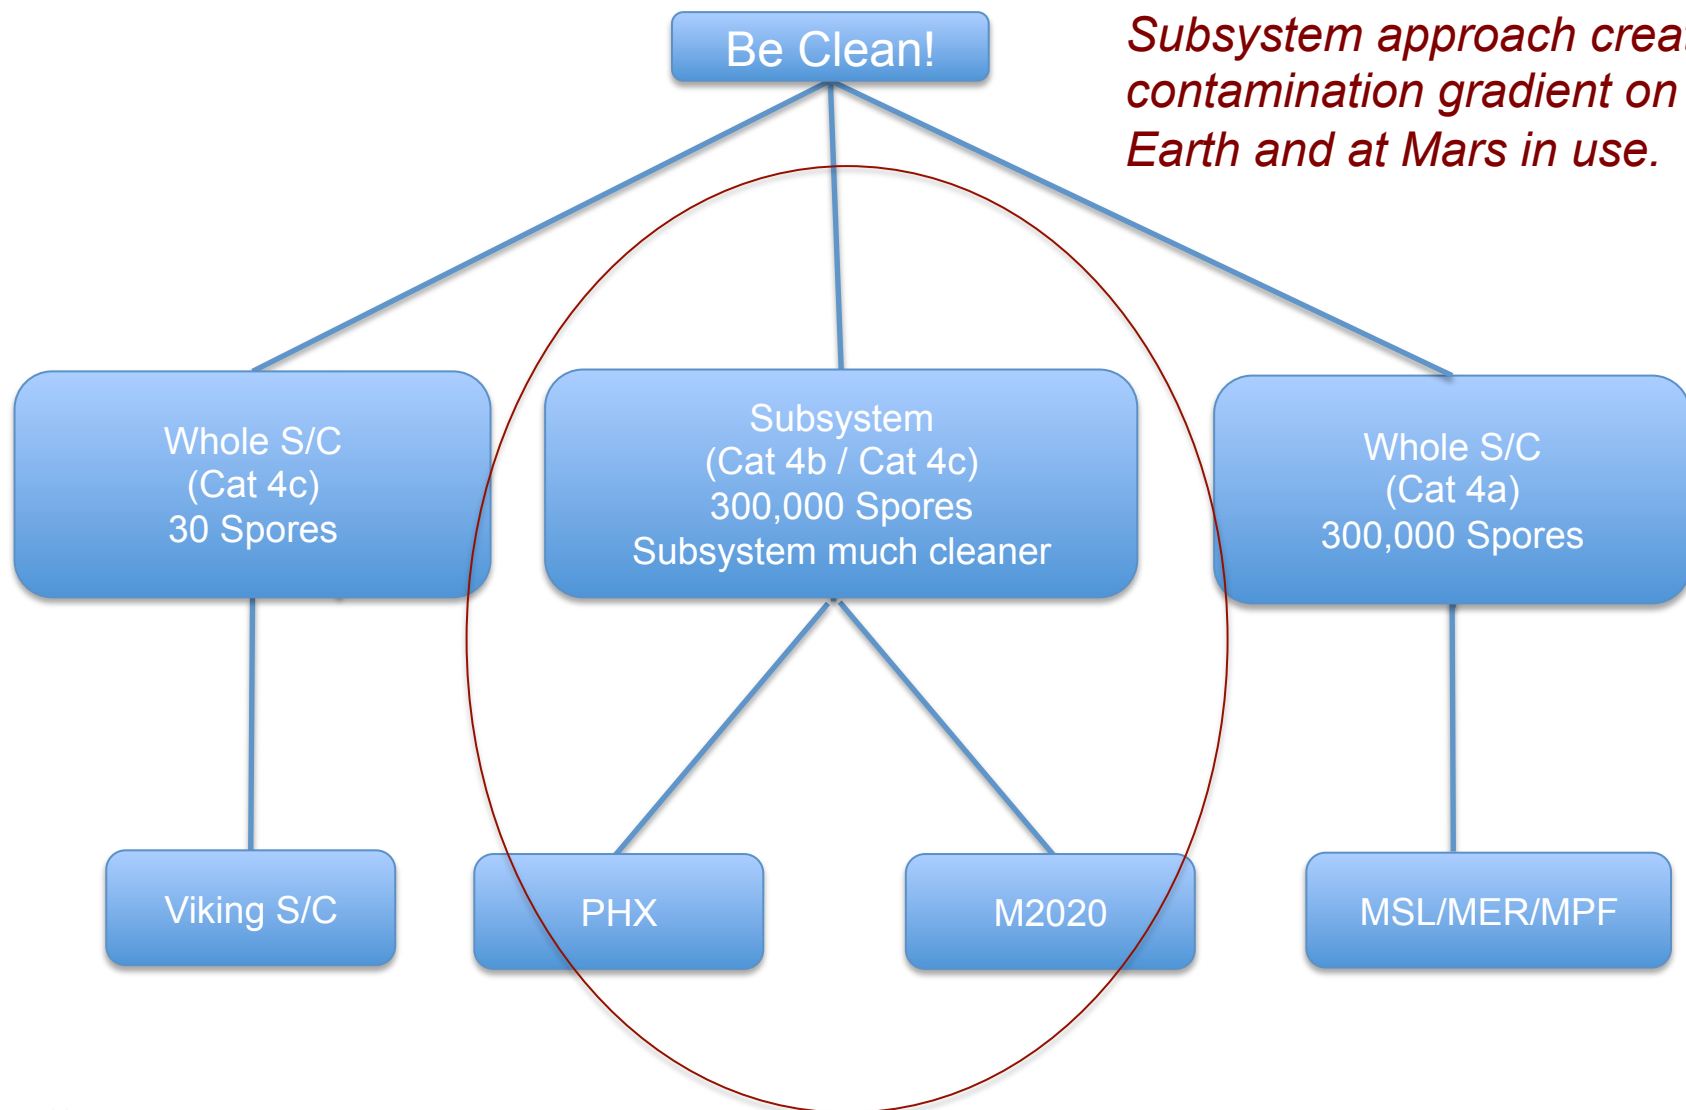 Be Clean!
Subsystem approach
contamination gradient on
Earth and at Mars in use.
Whole S/C
(Cat 4c)
30 Spores
Subsystem
(Cat 4b / Cat 4c)
300,000 Spores
Subsystem much cleaner
Whole S/C
(Cat 4a)
300,000 Spores
Viking S/C
PHX
M2020
MSL/MER/MPF